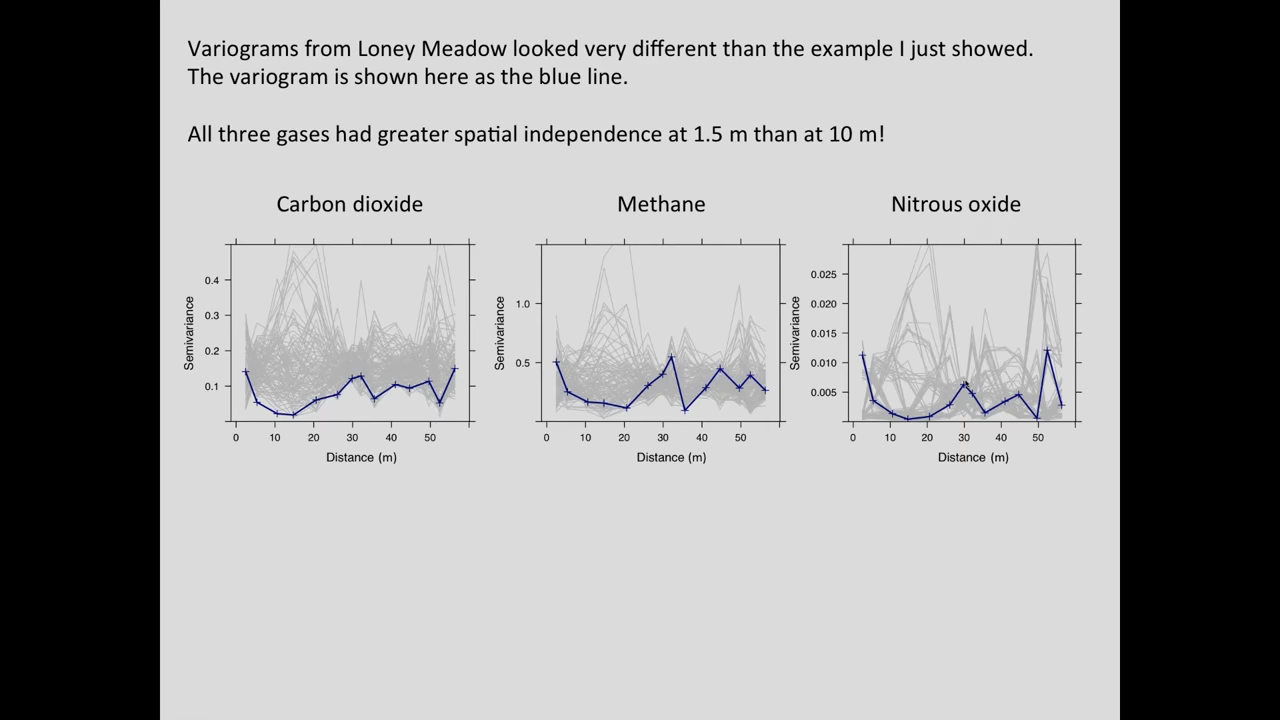 Variograms from Loney Meadow looked very different than the example I just showed.
The variogram is shown here as the blue line.
All three gases had greater spatial independence at 1.5 m than at 10 m!
Carbon dioxide
Methane
Nitrous oxide
Semivariance
0.4
0.3
0.2
0.1
0 10 20 30 40 50
Distance (m)
Semivariance
1.0
0.5
0 10 20 30 40 50
Distance (m)
Semivariance
0.025
0.020
0.015
0.010
0.005
0 10 20 30 40 50
Distance (m)